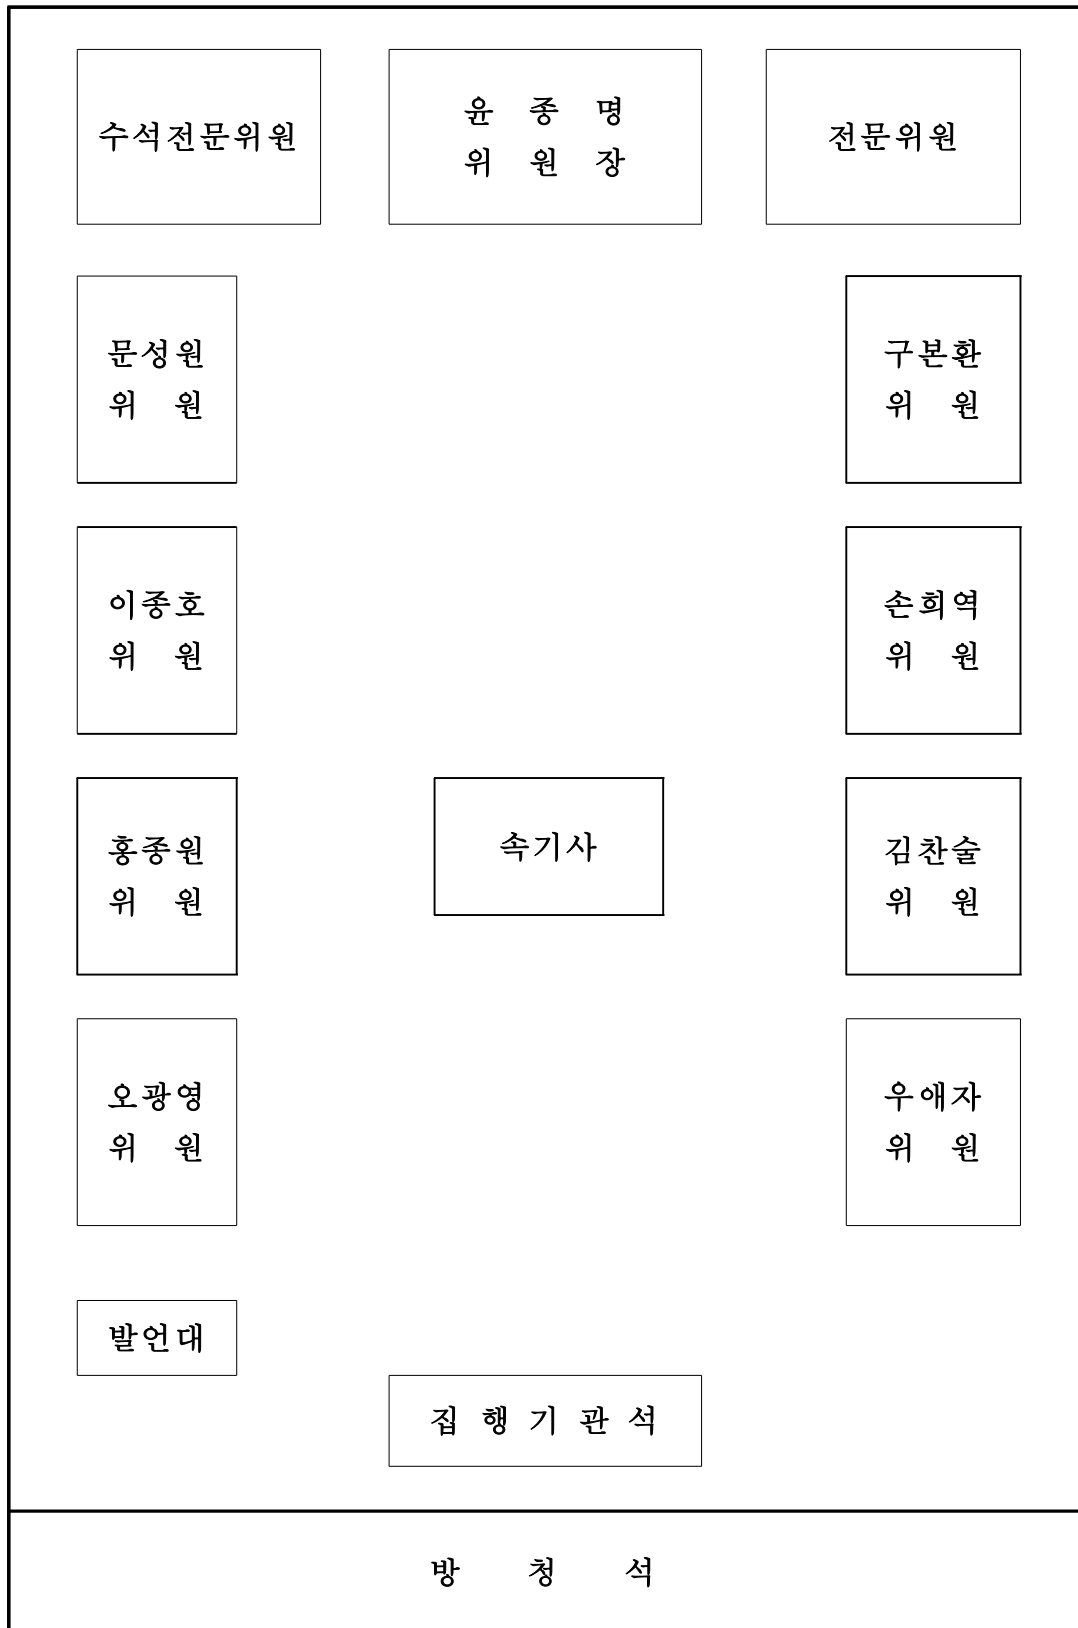 수석전문위원
윤 종 명
위 원 장
전문위원
문성원
위 원
구본환
위 원
이종호
위 원
손희역
위 원
홍종원
위 원
속기사
김찬술
위 원
오광영
위 원
우애자
위 원
발언대
집 행 기 관 석
방 청 석